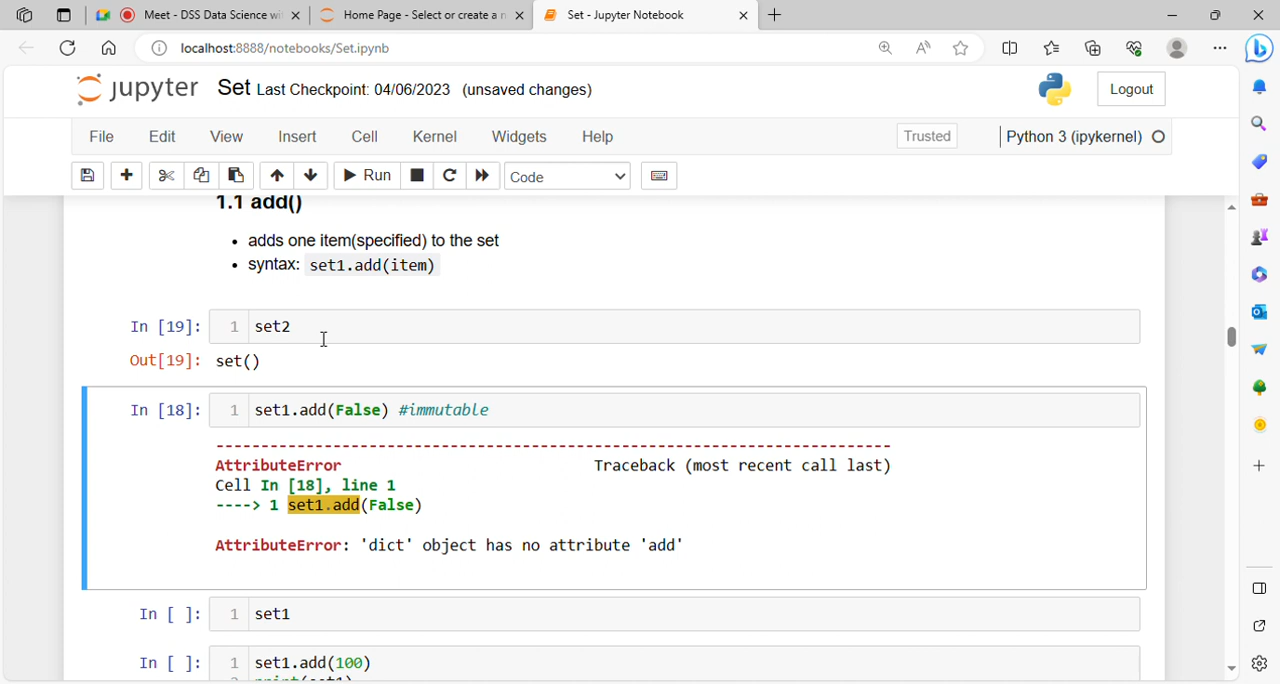 Meet - DSS Data Science wi
Home Page - Select or create a n
Set - Jupyter Notebook
localhost:8888/notebooks/Set.ipynb
jupyter Set Last Checkpoint: 04/06/2023 (unsaved changes)
Logout
File Edit View Insert Cell Kernel Widgets Help
Trusted
Python 3 (ipykernel)
Run
Code
1.1 add()
• adds one item(specified) to the set
• syntax: set1.add(item)
In [19]: 1 set2
Out[19]: set()
In [18]: 1 set1.add(False) #immutable
---------------------------------------------------------------------------
AttributeError Traceback (most recent call last)
Cell In [18], line 1
----> 1 set1.add(False)
AttributeError: 'dict' object has no attribute 'add'
In [ ]: 1 set1
In [ ]: 1 set1.add(100)
2 print(set1)